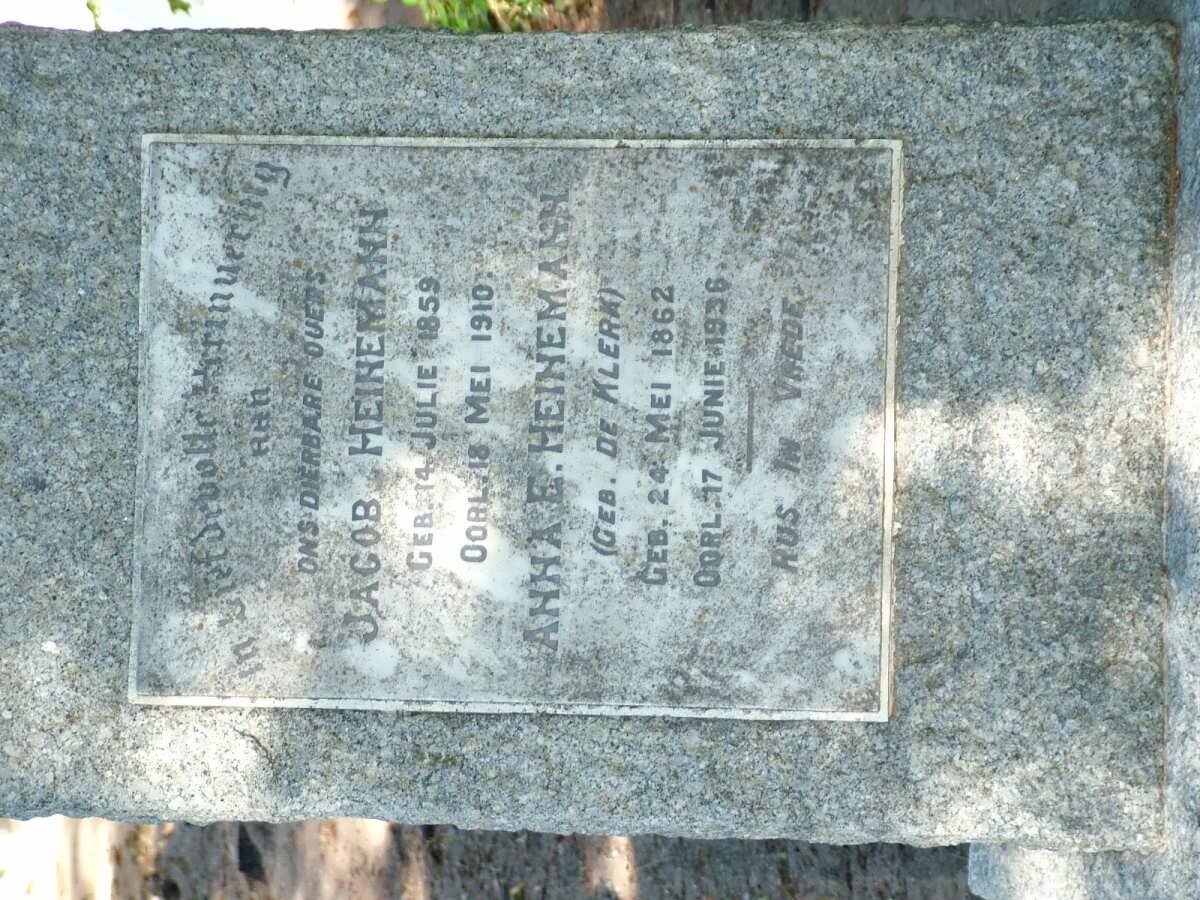 In Liefdevolle Herinnering
AAN
ONS DIERBARE OUERS.
JACOB HEINEMANN
GEB. 14 JULIE 1859
OORL. 18 MEI 1910.
ANNA E. HEINEMANN
(GEB. DE KLERK)
GEB. 24 MEI 1862
OORL. 17 JUNIE 1936
RUS IN VREDE.